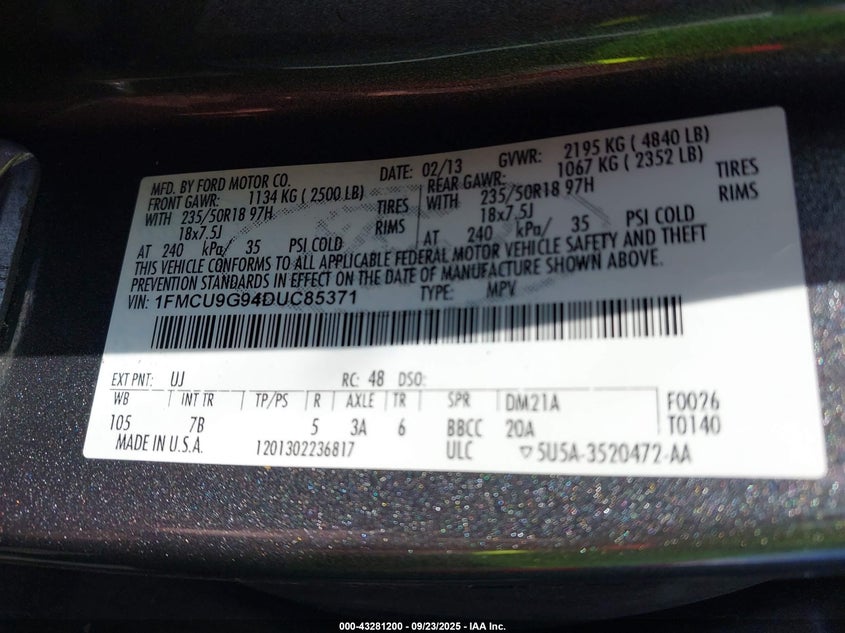 MFD. BY FORD MOTOR CO. DATE: 02/13 GVWR: 2195 KG ( 4840 LB)
FRONT GAWR: 1134 KG ( 2500 LB) REAR GAWR: 1067 KG ( 2352 LB)
WITH 235/50R18 97H TIRES WITH 235/50R18 97H TIRES
18x7.5J RIMS 18x7.5J RIMS
AT 240 kPa/ 35 PSI COLD AT 240 kPa/ 35 PSI COLD
THIS VEHICLE CONFORMS TO ALL APPLICABLE FEDERAL MOTOR VEHICLE SAFETY AND THEFT
PREVENTION STANDARDS IN EFFECT ON THE DATE OF MANUFACTURE SHOWN ABOVE.
VIN: 1FMCU9G94DUC85371 TYPE: MPV
EXT PNT: UJ RC: 48 DSO:
WB INT TR TP/PS R AXLE TR SPR DM21A F0026
105 7B 5 3A 6 BBCC 20A T0140
MADE IN U.S.A. 1201302236817 ULC ▽5U5A-3520472-AA
000-43281200 - 09/23/2025 - IAA Inc.